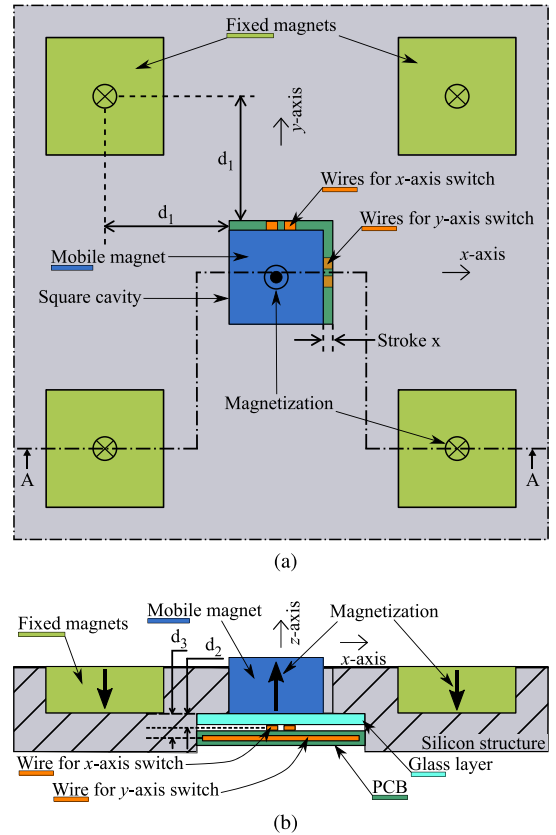 Fixed magnets
y-axis
d1
Wires for x-axis switch
d1
Wires for y-axis switch
Mobile magnet
x-axis
Square cavity
Stroke x
Magnetization
A
A
(a)
Mobile magnet
z-axis
Magnetization
Fixed magnets
d3
d2
x-axis
Silicon structure
Wire for x-axis switch
Glass layer
Wire for y-axis switch
PCB
(b)